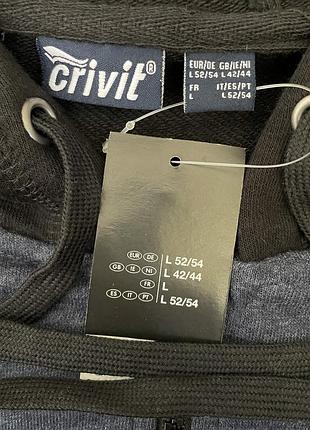 crivit®
EUR/DE GB/IE/NI
L 52/54 L 42/44
FR IT/ES/PT
L L 52/54
EUR DE L 52/54
GB IE NI L 42/44
FR L
ES IT PT L 52/54